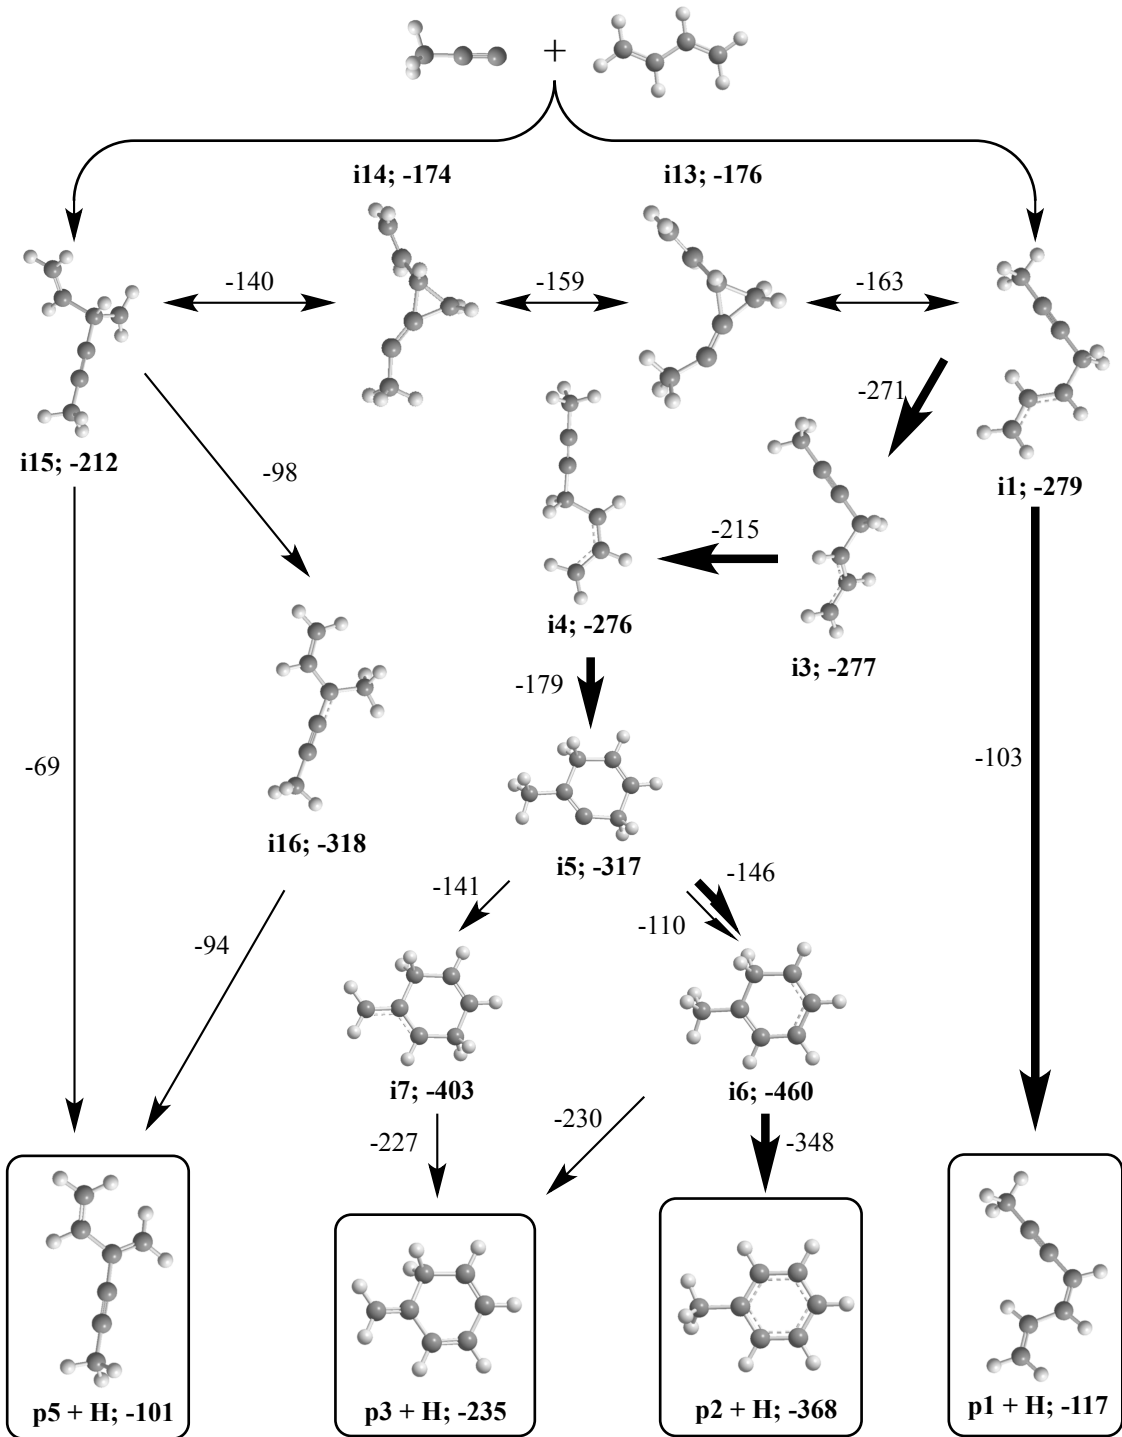 +
i14; -174
i13; -176
-140
-159
-163
-271
i15; -212
i1; -279
-98
-215
i4; -276
i3; -277
-179
-69
-103
i16; -318
i5; -317
-141
-146
-110
-94
i7; -403
i6; -460
-227
-230
-348
p5 + H; -101
p3 + H; -235
p2 + H; -368
p1 + H; -117